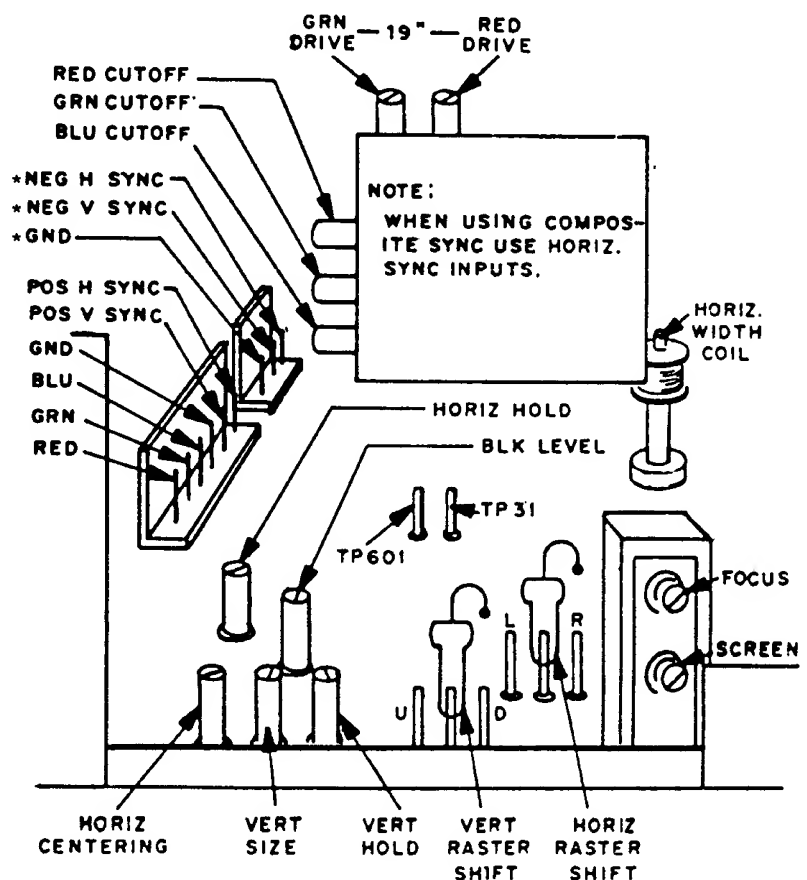 GRN DRIVE
— 19" —
RED DRIVE
RED CUTOFF
GRN CUTOFF
BLU CUTOFF
*NEG H SYNC
*NEG V SYNC
*GND
POS H SYNC
POS V SYNC
GND
BLU
GRN
RED
NOTE:
WHEN USING COMPOS-
ITE SYNC USE HORIZ.
SYNC INPUTS.
HORIZ.
WIDTH
COIL
HORIZ HOLD
BLK LEVEL
TP601
TP31
FOCUS
SCREEN
L
R
U
D
HORIZ
CENTERING
VERT
SIZE
VERT
HOLD
VERT
RASTER
SHIFT
HORIZ
RASTER
SHIFT